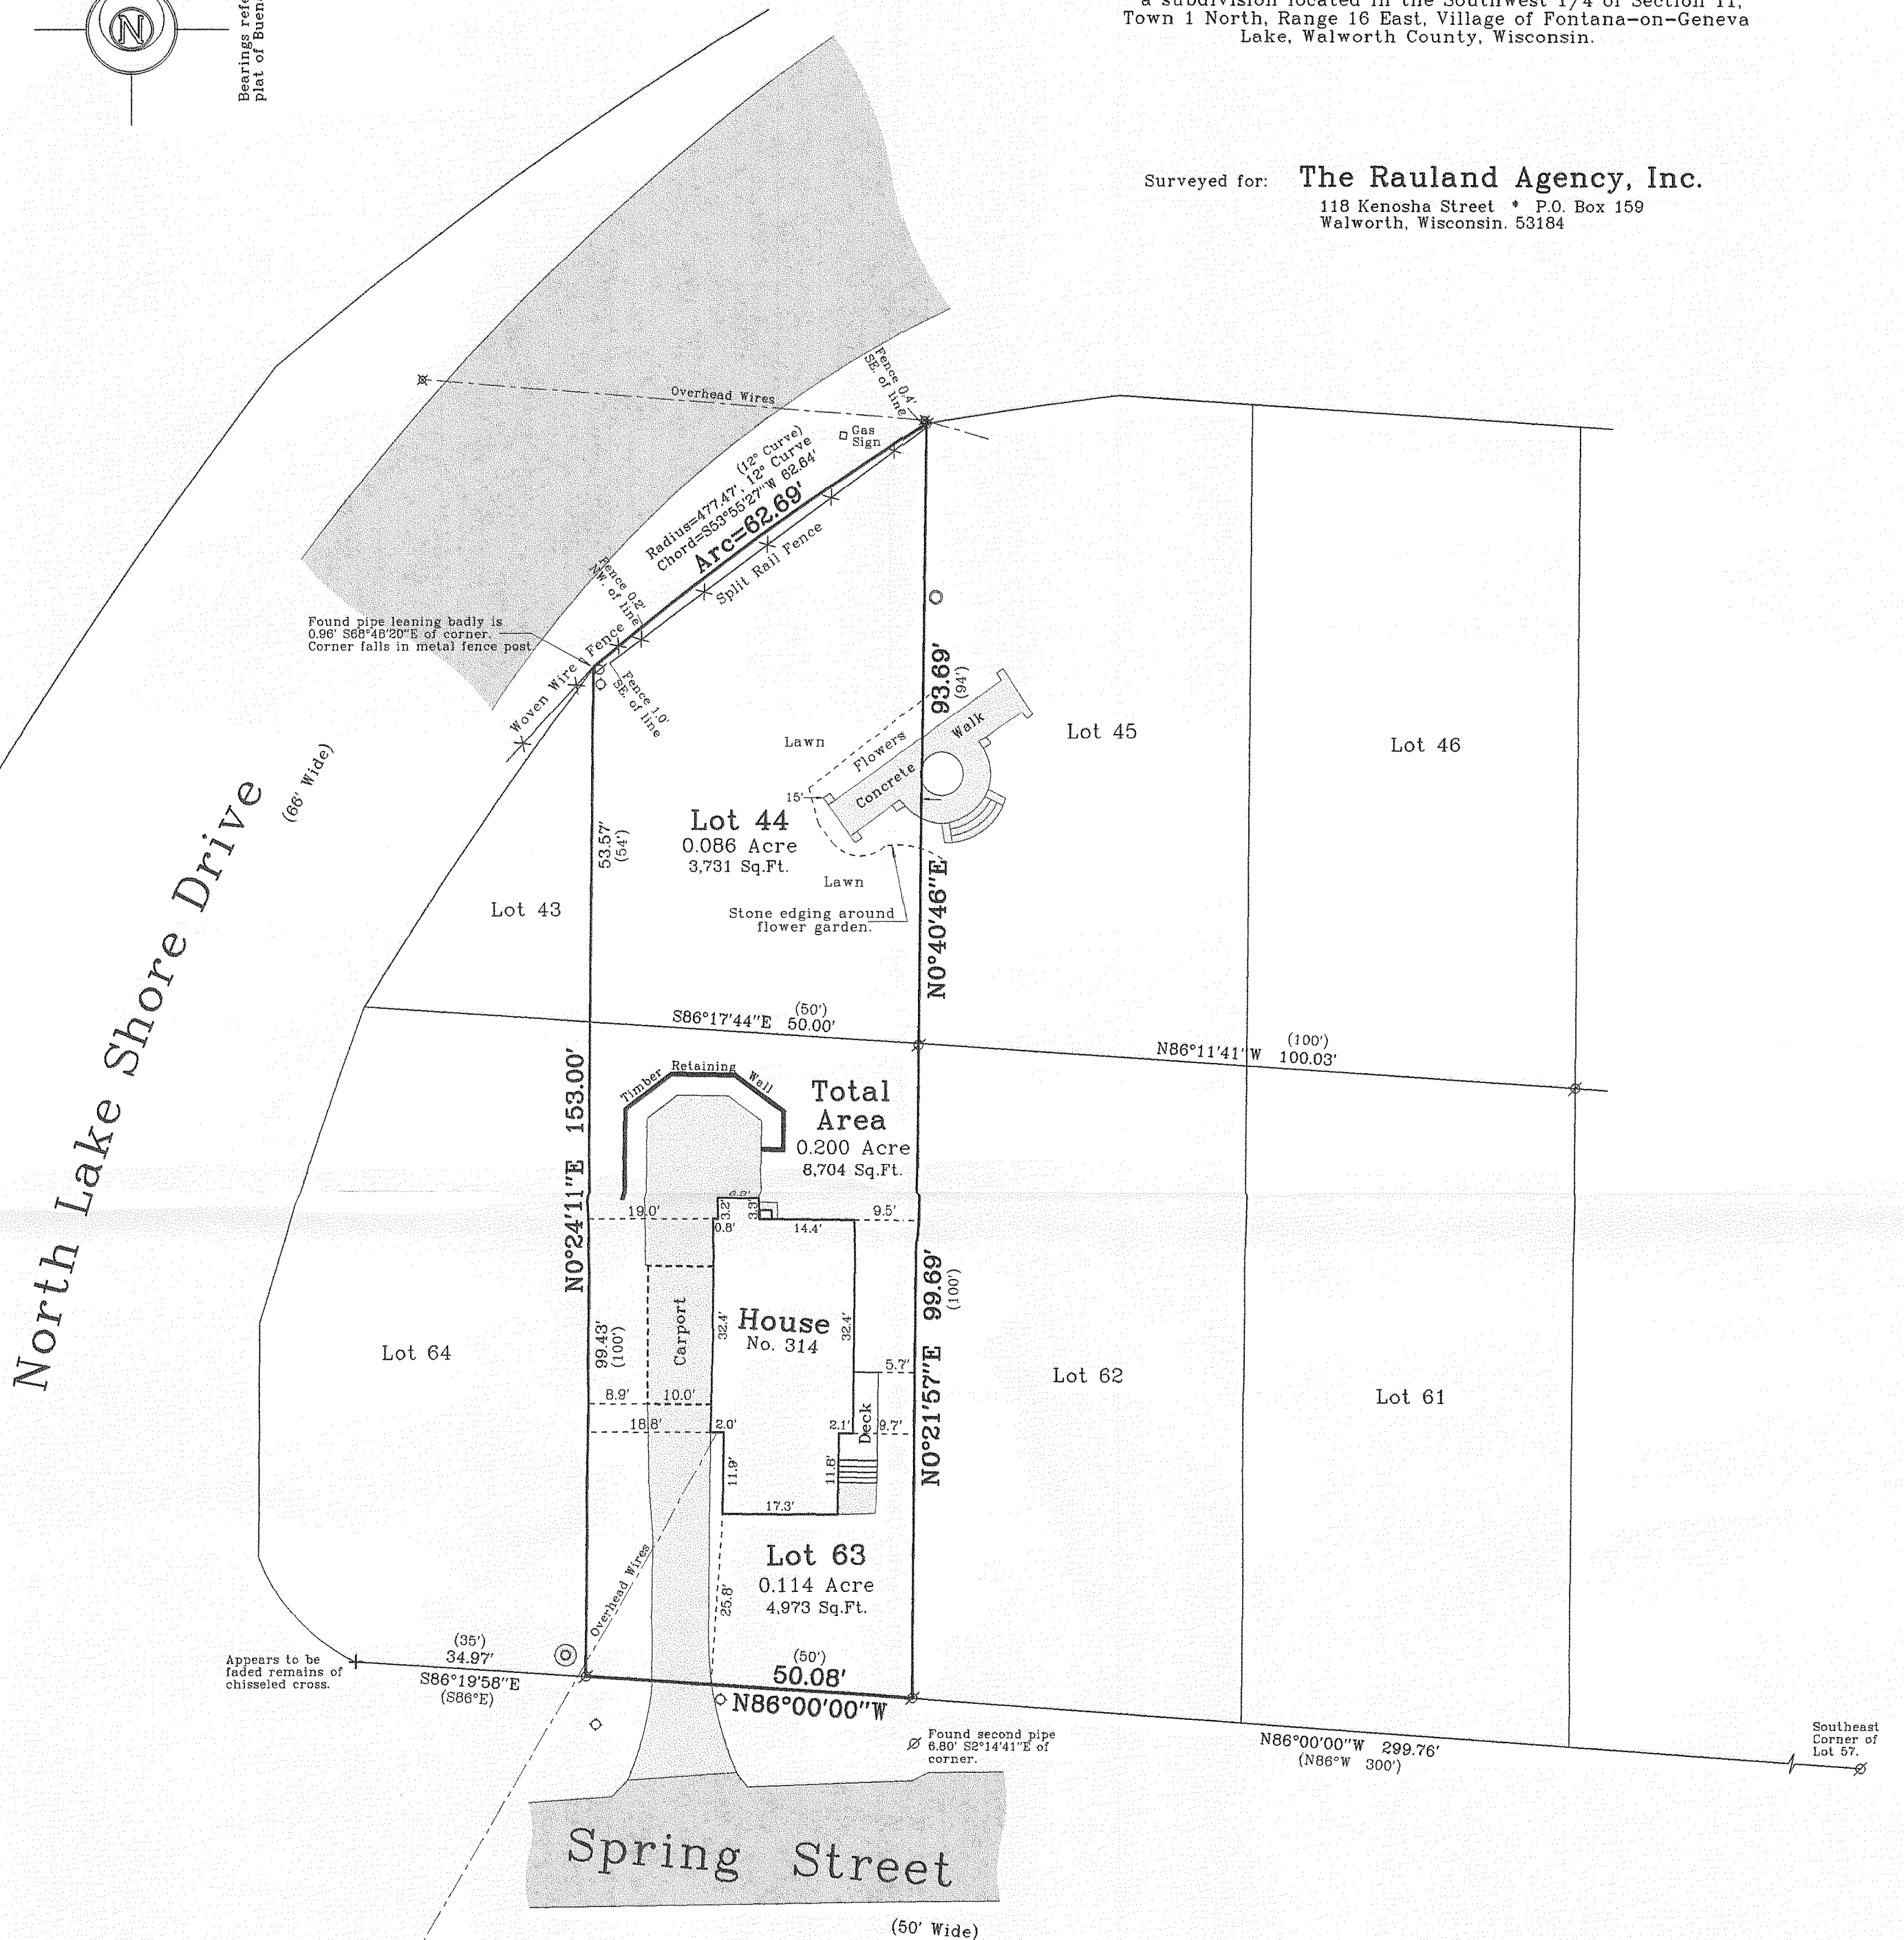 a subdivision located in the Southwest 1/4 of Section 11,
Town 1 North, Range 16 East, Village of Fontana-on-Geneva
Lake, Walworth County, Wisconsin.
N
Bearings refe
plat of Buena
Surveyed for: The Rauland Agency, Inc.
118 Kenosha Street * P.O. Box 159
Walworth, Wisconsin. 53184
Overhead Wires
Fence 0.4'
SE. of line
Gas
Sign
(12° Curve)
Radius=477.47', 12° Curve
Chord=S53°55'27"W 62.64'
Arc=62.69'
Split Rail Fence
Fence 0.2'
NW. of line
Found pipe leaning badly is
0.96' S68°48'20"E of corner.
Corner falls in metal fence post.
Woven Wire Fence
Fence 1.0'
SE. of line
North Lake Shore Drive
(66' Wide)
93.69'
(94')
Lawn
Flowers
Concrete Walk
15'
Lot 45
Lot 46
Lot 44
0.086 Acre
3,731 Sq.Ft.
53.57'
(54')
Lawn
Lot 43
Stone edging around
flower garden.
N0°40'46"E
(50')
S86°17'44"E 50.00'
(100')
N86°11'41"W 100.03'
N0°24'11"E 153.00'
Timber Retaining Wall
Total
Area
0.200 Acre
8,704 Sq.Ft.
3.2'
3.3'
19.0'
0.8'
14.4'
9.5'
Carport
House
No. 314
32.4'
32.4'
99.43'
(100')
N0°21'57"E 99.69'
(100')
Lot 64
Lot 62
Lot 61
5.7'
8.9'
10.0'
18.8'
2.0'
2.1'
9.7'
Deck
11.9'
11.8'
17.3'
Lot 63
0.114 Acre
4,973 Sq.Ft.
Overhead Wires
25.8'
(50')
50.08'
N86°00'00"W
Appears to be
faded remains of
chisseled cross.
(35')
34.97'
S86°19'58"E
(S86°E)
Found second pipe
6.80' S2°14'41"E of
corner.
N86°00'00"W 299.76'
(N86°W 300')
Southeast
Corner of
Lot 57.
Spring Street
(50' Wide)